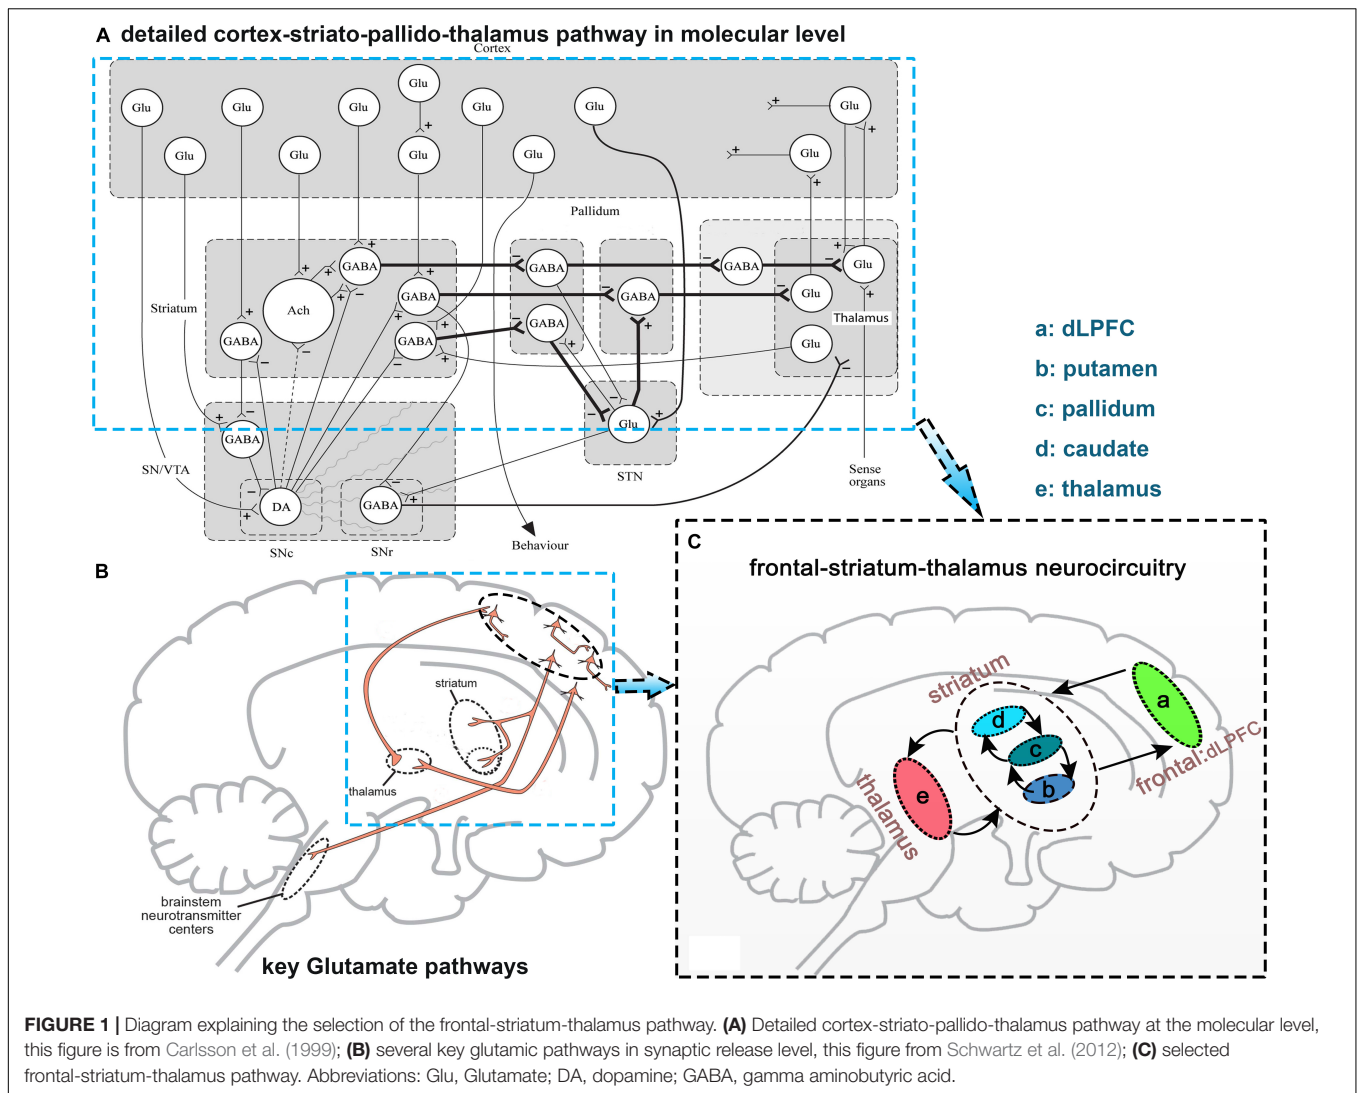 A detailed cortex-striato-pallido-thalamus pathway in molecular level
Cortex
Glu
Glu
Glu
Glu
Glu
Glu
Glu
Glu
Glu
Glu
Glu
Glu
Glu
+
+
+
+
+
Pallidum
Striatum
GABA
Ach
GABA
GABA
GABA
GABA
GABA
GABA
GABA
Glu
Glu
Glu
Thalamus
+
+
+
+
+
+
+
+
+
+
+
+
+
-
-
-
-
-
-
-
-
-
-
-
-
GABA
SN/VTA
DA
GABA
SNc
SNr
Glu
STN
Behaviour
Sense
organs
a: dLPFC
b: putamen
c: pallidum
d: caudate
e: thalamus
B
striatum
thalamus
brainstem
neurotransmitter
centers
key Glutamate pathways
C
frontal-striatum-thalamus neurocircuitry
striatum
a
d
c
b
e
thalamus
frontal:dLPFC
FIGURE 1 | Diagram explaining the selection of the frontal-striatum-thalamus pathway. (A) Detailed cortex-striato-pallido-thalamus pathway at the molecular level,
this figure is from Carlsson et al. (1999); (B) several key glutamic pathways in synaptic release level, this figure from Schwartz et al. (2012); (C) selected
frontal-striatum-thalamus pathway. Abbreviations: Glu, Glutamate; DA, dopamine; GABA, gamma aminobutyric acid.